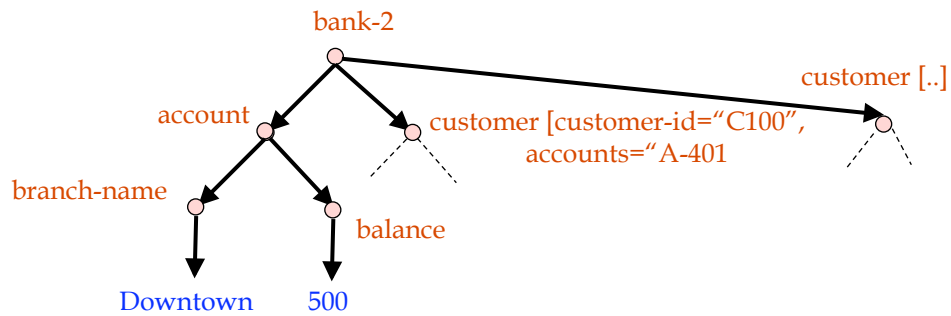 bank-2
customer [..]
account
customer [customer-id=“C100”,
accounts=“A-401
branch-name
balance
Downtown
500